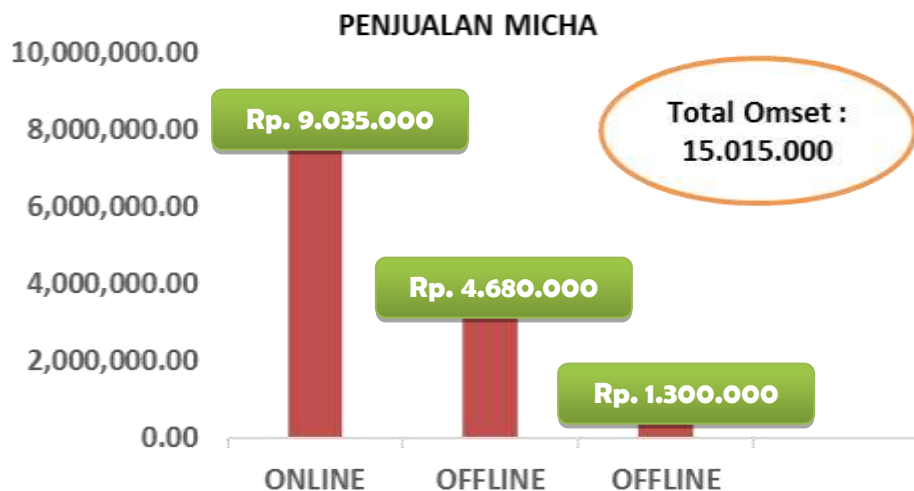 PENJUALAN MICHA
10,000,000.00
8,000,000.00
6,000,000.00
4,000,000.00
2,000,000.00
0.00
Rp. 9.035.000
Rp. 4.680.000
Rp. 1.300.000
Total Omset :
15.015.000
ONLINE
OFFLINE
OFFLINE